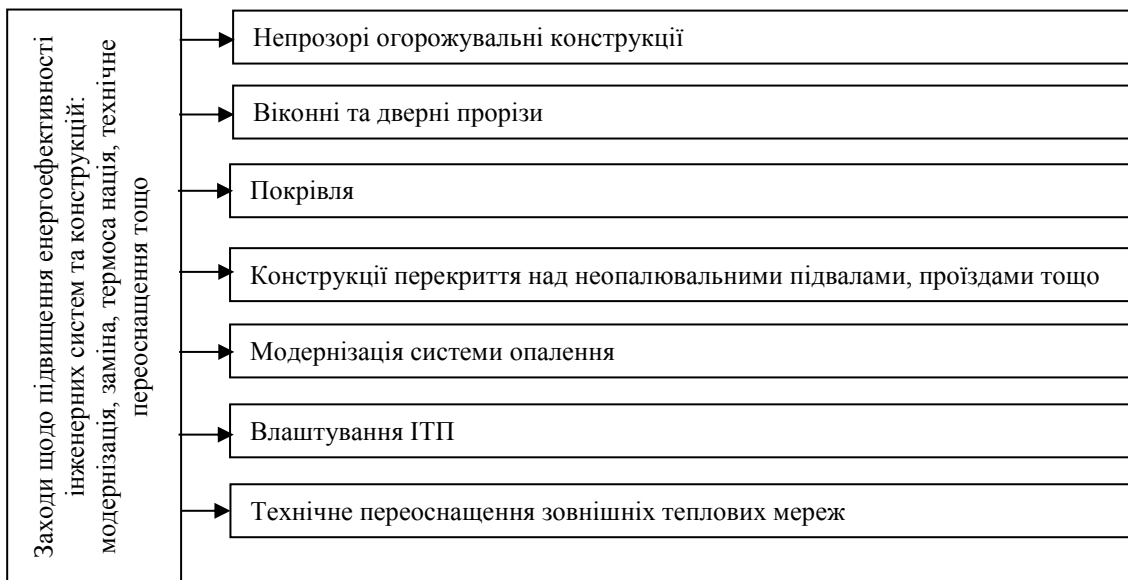 Заходи щодо підвищення енергоефективності
інженерних систем та конструкцій:
модернізація, заміна, термоса нація, технічне
переоснащення тощо
Непрозорі огорожувальні конструкції
Віконні та дверні прорізи
Покрівля
Конструкції перекриття над неопалювальними підвалами, проїздами тощо
Модернізація системи опалення
Влаштування ІТП
Технічне переоснащення зовнішніх теплових мереж